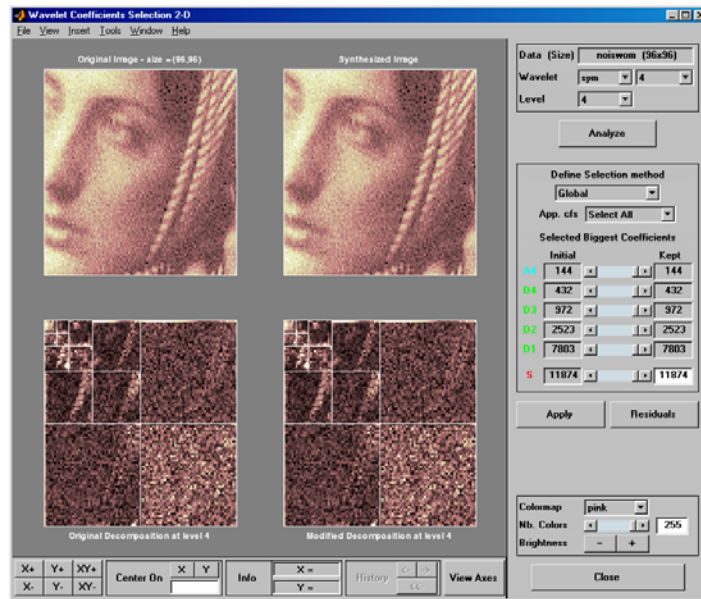 Wavelet Coefficients Selection 2-D
File View Insert Tools Window Help
Original Image - size = (96,96)
Synthesized Image
Original Decomposition at level 4
Modified Decomposition at level 4
Data (Size) noiswom (96x96)
Wavelet sym 4
Level 4
Analyze
Define Selection method
Global
App. cfs Select All
Selected Biggest Coefficients
Initial Kept
A4 144 144
D4 432 432
D3 972 972
D2 2523 2523
D1 7803 7803
S 11874 11874
Apply Residuals
Colormap pink
Nb. Colors 255
Brightness - +
Close
X+ Y+ XY+
X- Y- XY-
Center On X Y
Info X =
Y =
History <- ->
<<-
View Axes